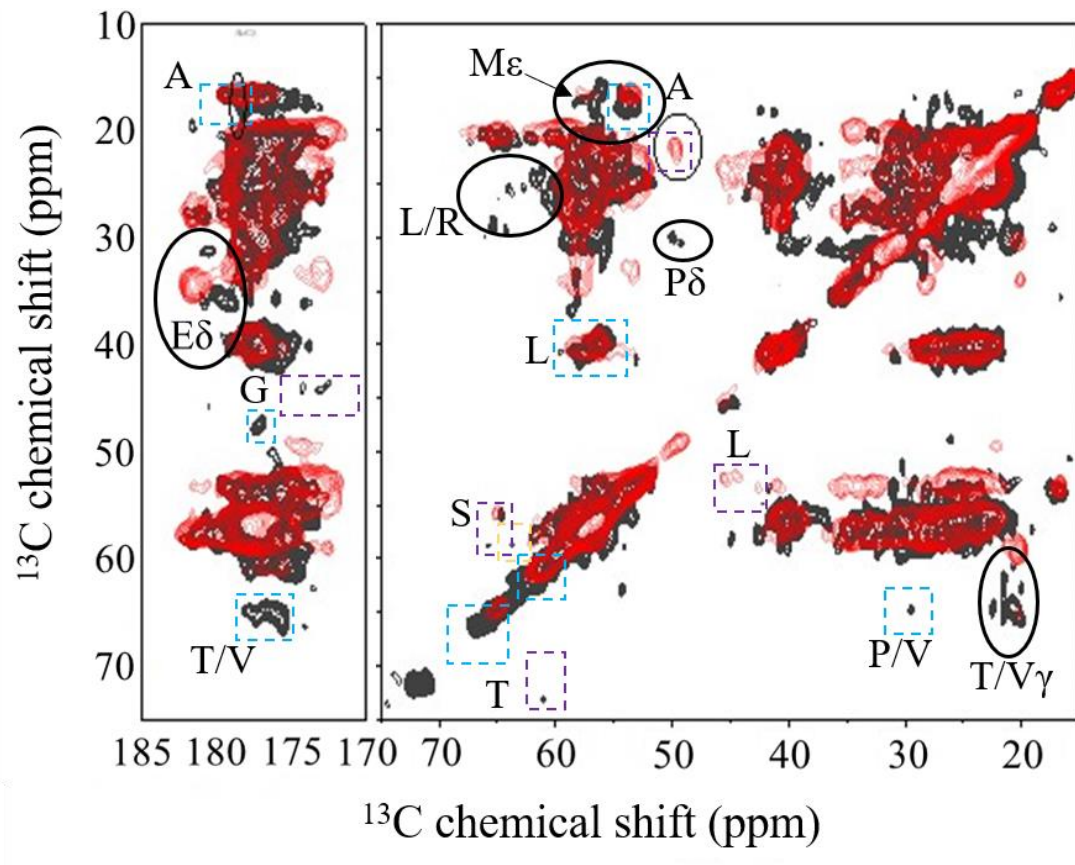 10
20
30
40
50
60
70
A
Mε
A
L/R
Pδ
Eδ
L
G
L
S
T/V
T
P/V
T/Vγ
185 180 175 170 70 60 50 40 30 20
¹³C chemical shift (ppm)
¹³C chemical shift (ppm)